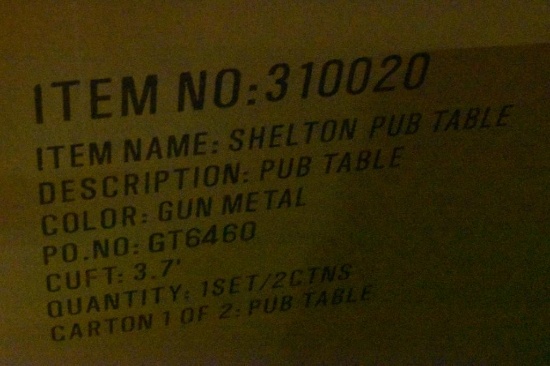 ITEM NO:310020
ITEM NAME: SHELTON PUB TABLE
DESCRIPTION: PUB TABLE
COLOR: GUN METAL
PO.NO: GT6460
CUFT: 3.7'
QUANTITY: 1SET/2CTNS
CARTON 1 OF 2: PUB TABLE